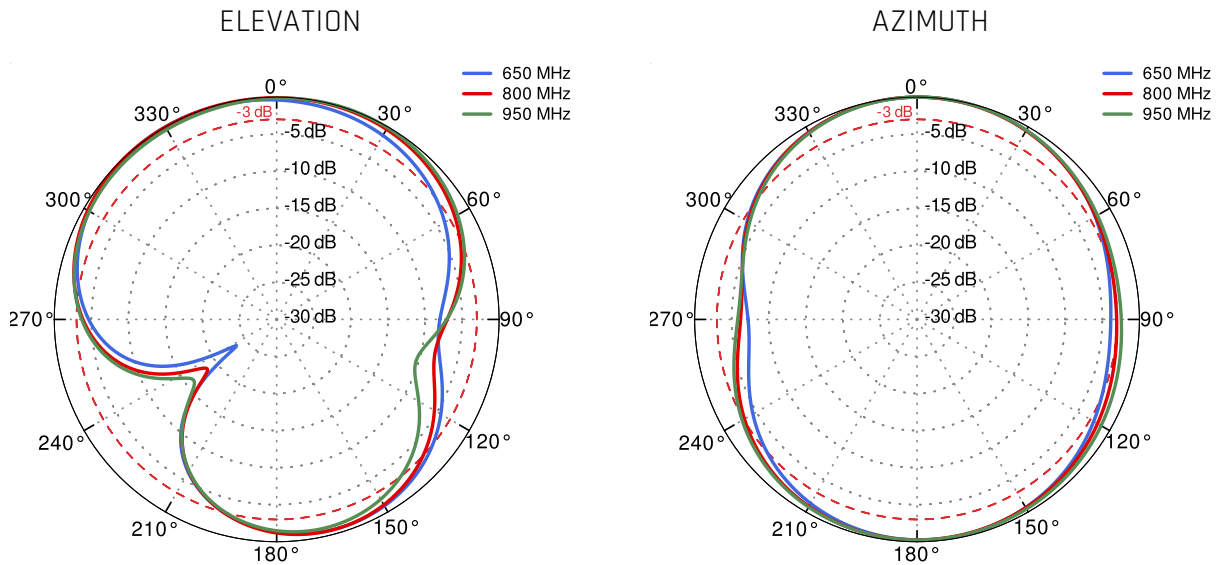 ELEVATION
650 MHz
800 MHz
950 MHz
0°
-3 dB
330°
30°
-5 dB
-10 dB
300°
60°
-15 dB
-20 dB
-25 dB
270°
-30 dB
90°
240°
120°
210°
150°
180°
AZIMUTH
650 MHz
800 MHz
950 MHz
0°
-3 dB
330°
30°
-5 dB
-10 dB
300°
60°
-15 dB
-20 dB
-25 dB
270°
-30 dB
90°
240°
120°
210°
150°
180°